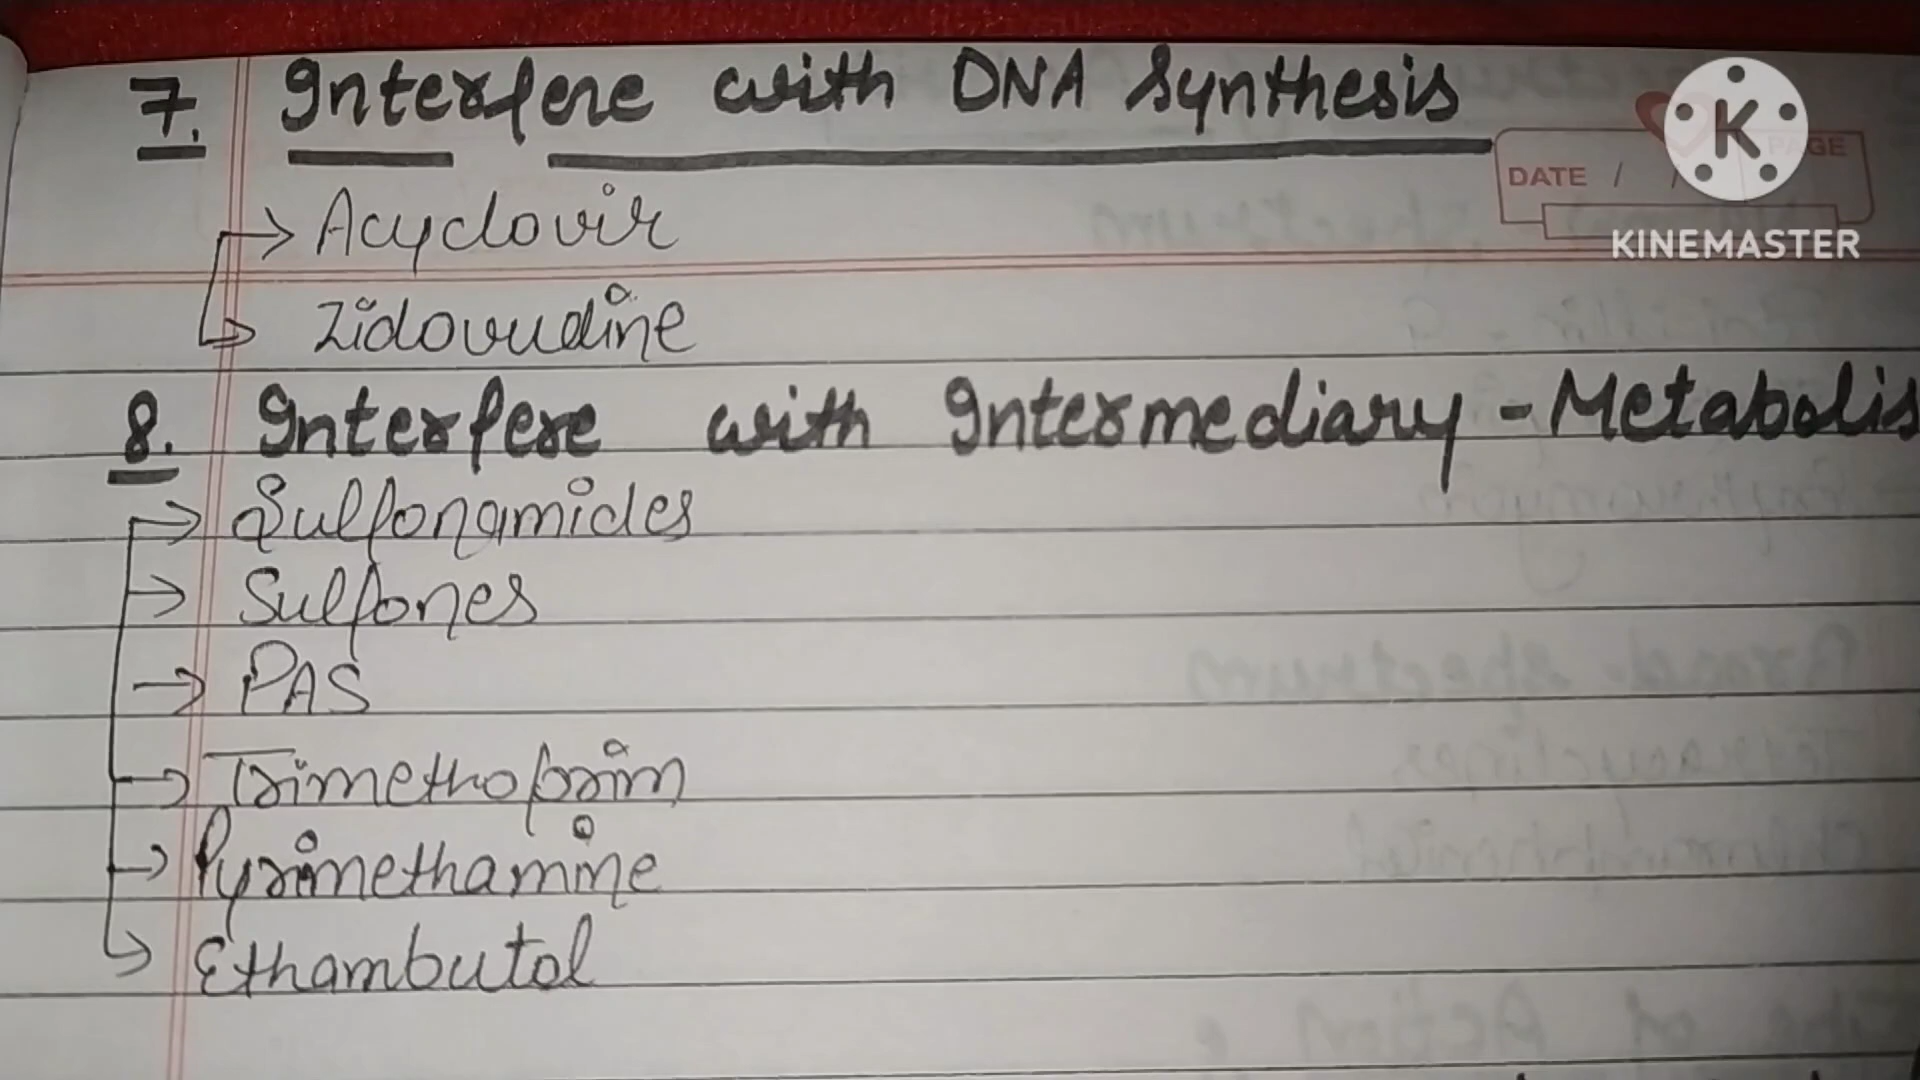 7. Interfere with DNA Synthesis
DATE / / PAGE
K
→ Acyclovir
KINEMASTER
→ Zidovudine
8. Interfere with Intermediary - Metabolis
→ Sulfonamides
→ Sulfones
→ PAS
→ Trimethoprim
→ Pyrimethamine
→ Ethambutol